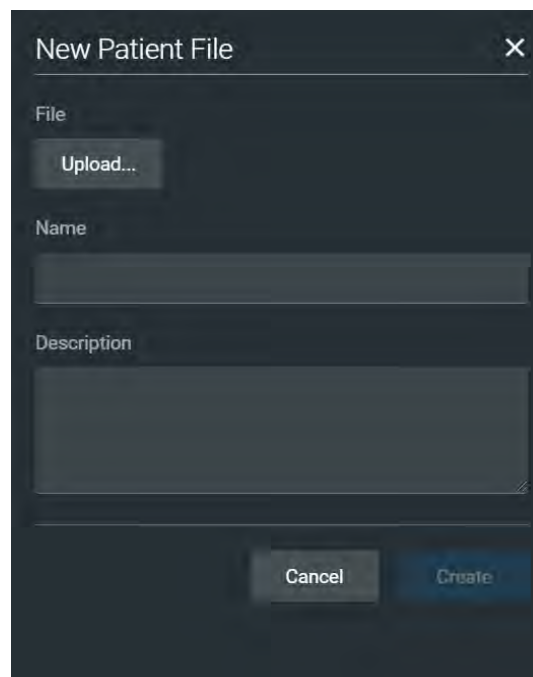 New Patient File
File
Upload...
Name
Description
Cancel Create